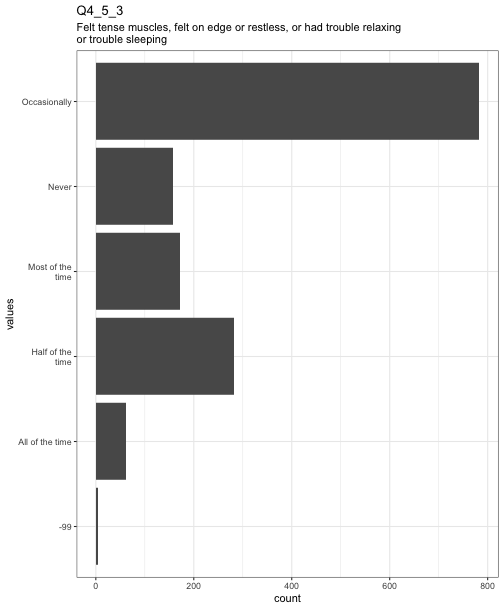 Q4_5_3
Felt tense muscles, felt on edge or restless, or had trouble relaxing
or trouble sleeping
Occasionally
Never
Most of the
time
Half of the
time
All of the time
-99
values
0 200 400 600 800
count